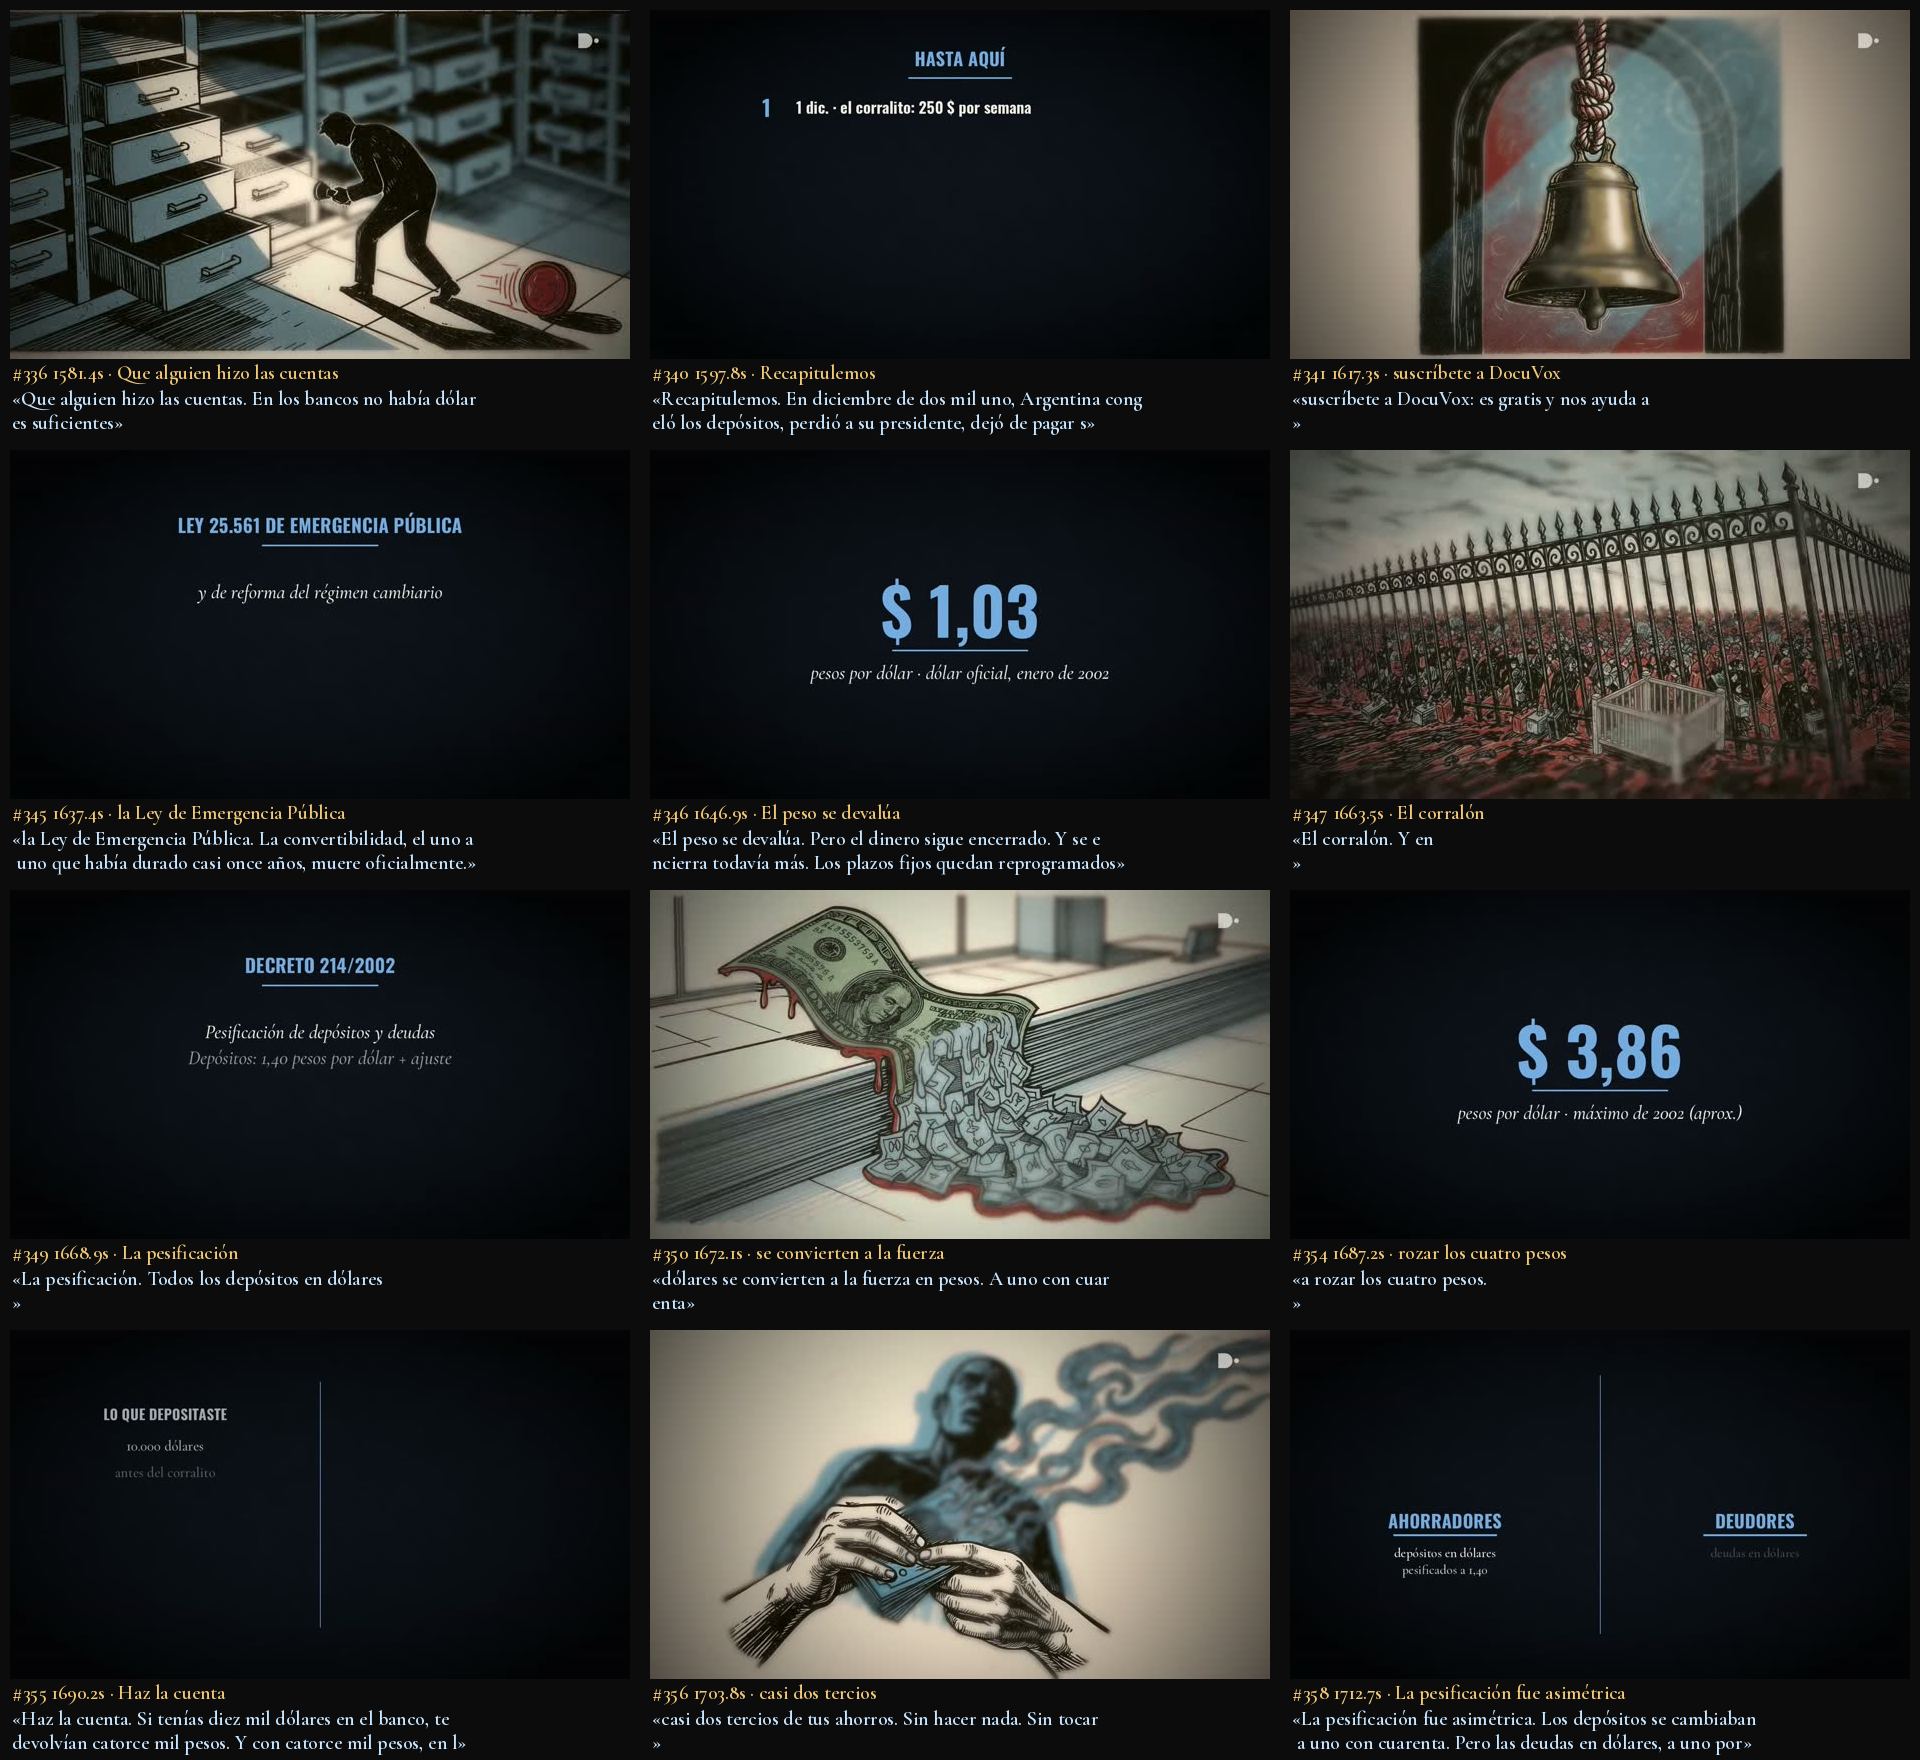 #336 1581.4s · Que alguien hizo las cuentas
«Que alguien hizo las cuentas. En los bancos no había dólar
es suficientes»
HASTA AQUÍ
1 1 dic. · el corralito: 250 $ por semana
#340 1597.8s · Recapitulemos
«Recapitulemos. En diciembre de dos mil uno, Argentina cong
eló los depósitos, perdió a su presidente, dejó de pagar s»
#341 1617.3s · suscríbete a DocuVox
«suscríbete a DocuVox: es gratis y nos ayuda a
»
LEY 25.561 DE EMERGENCIA PÚBLICA
y de reforma del régimen cambiario
#345 1637.4s · la Ley de Emergencia Pública
«la Ley de Emergencia Pública. La convertibilidad, el uno a
uno que había durado casi once años, muere oficialmente.»
$ 1,03
pesos por dólar · dólar oficial, enero de 2002
#346 1646.9s · El peso se devalúa
«El peso se devalúa. Pero el dinero sigue encerrado. Y se e
ncierra todavía más. Los plazos fijos quedan reprogramados»
#347 1663.5s · El corralón
«El corralón. Y en
»
DECRETO 214/2002
Pesificación de depósitos y deudas
Depósitos: 1,40 pesos por dólar + ajuste
#349 1668.9s · La pesificación
«La pesificación. Todos los depósitos en dólares
»
#350 1672.1s · se convierten a la fuerza
«dólares se convierten a la fuerza en pesos. A uno con cuar
enta»
$ 3,86
pesos por dólar · máximo de 2002 (aprox.)
#354 1687.2s · rozar los cuatro pesos
«a rozar los cuatro pesos.
»
LO QUE DEPOSITASTE
10.000 dólares
antes del corralito
#355 1690.2s · Haz la cuenta
«Haz la cuenta. Si tenías diez mil dólares en el banco, te
devolvían catorce mil pesos. Y con catorce mil pesos, en l»
#356 1703.8s · casi dos tercios
«casi dos tercios de tus ahorros. Sin hacer nada. Sin tocar
»
AHORRADORES
depósitos en dólares
pesificados a 1,40
DEUDORES
deudas en dólares
#358 1712.7s · La pesificación fue asimétrica
«La pesificación fue asimétrica. Los depósitos se cambiaban
a uno con cuarenta. Pero las deudas en dólares, a uno por»